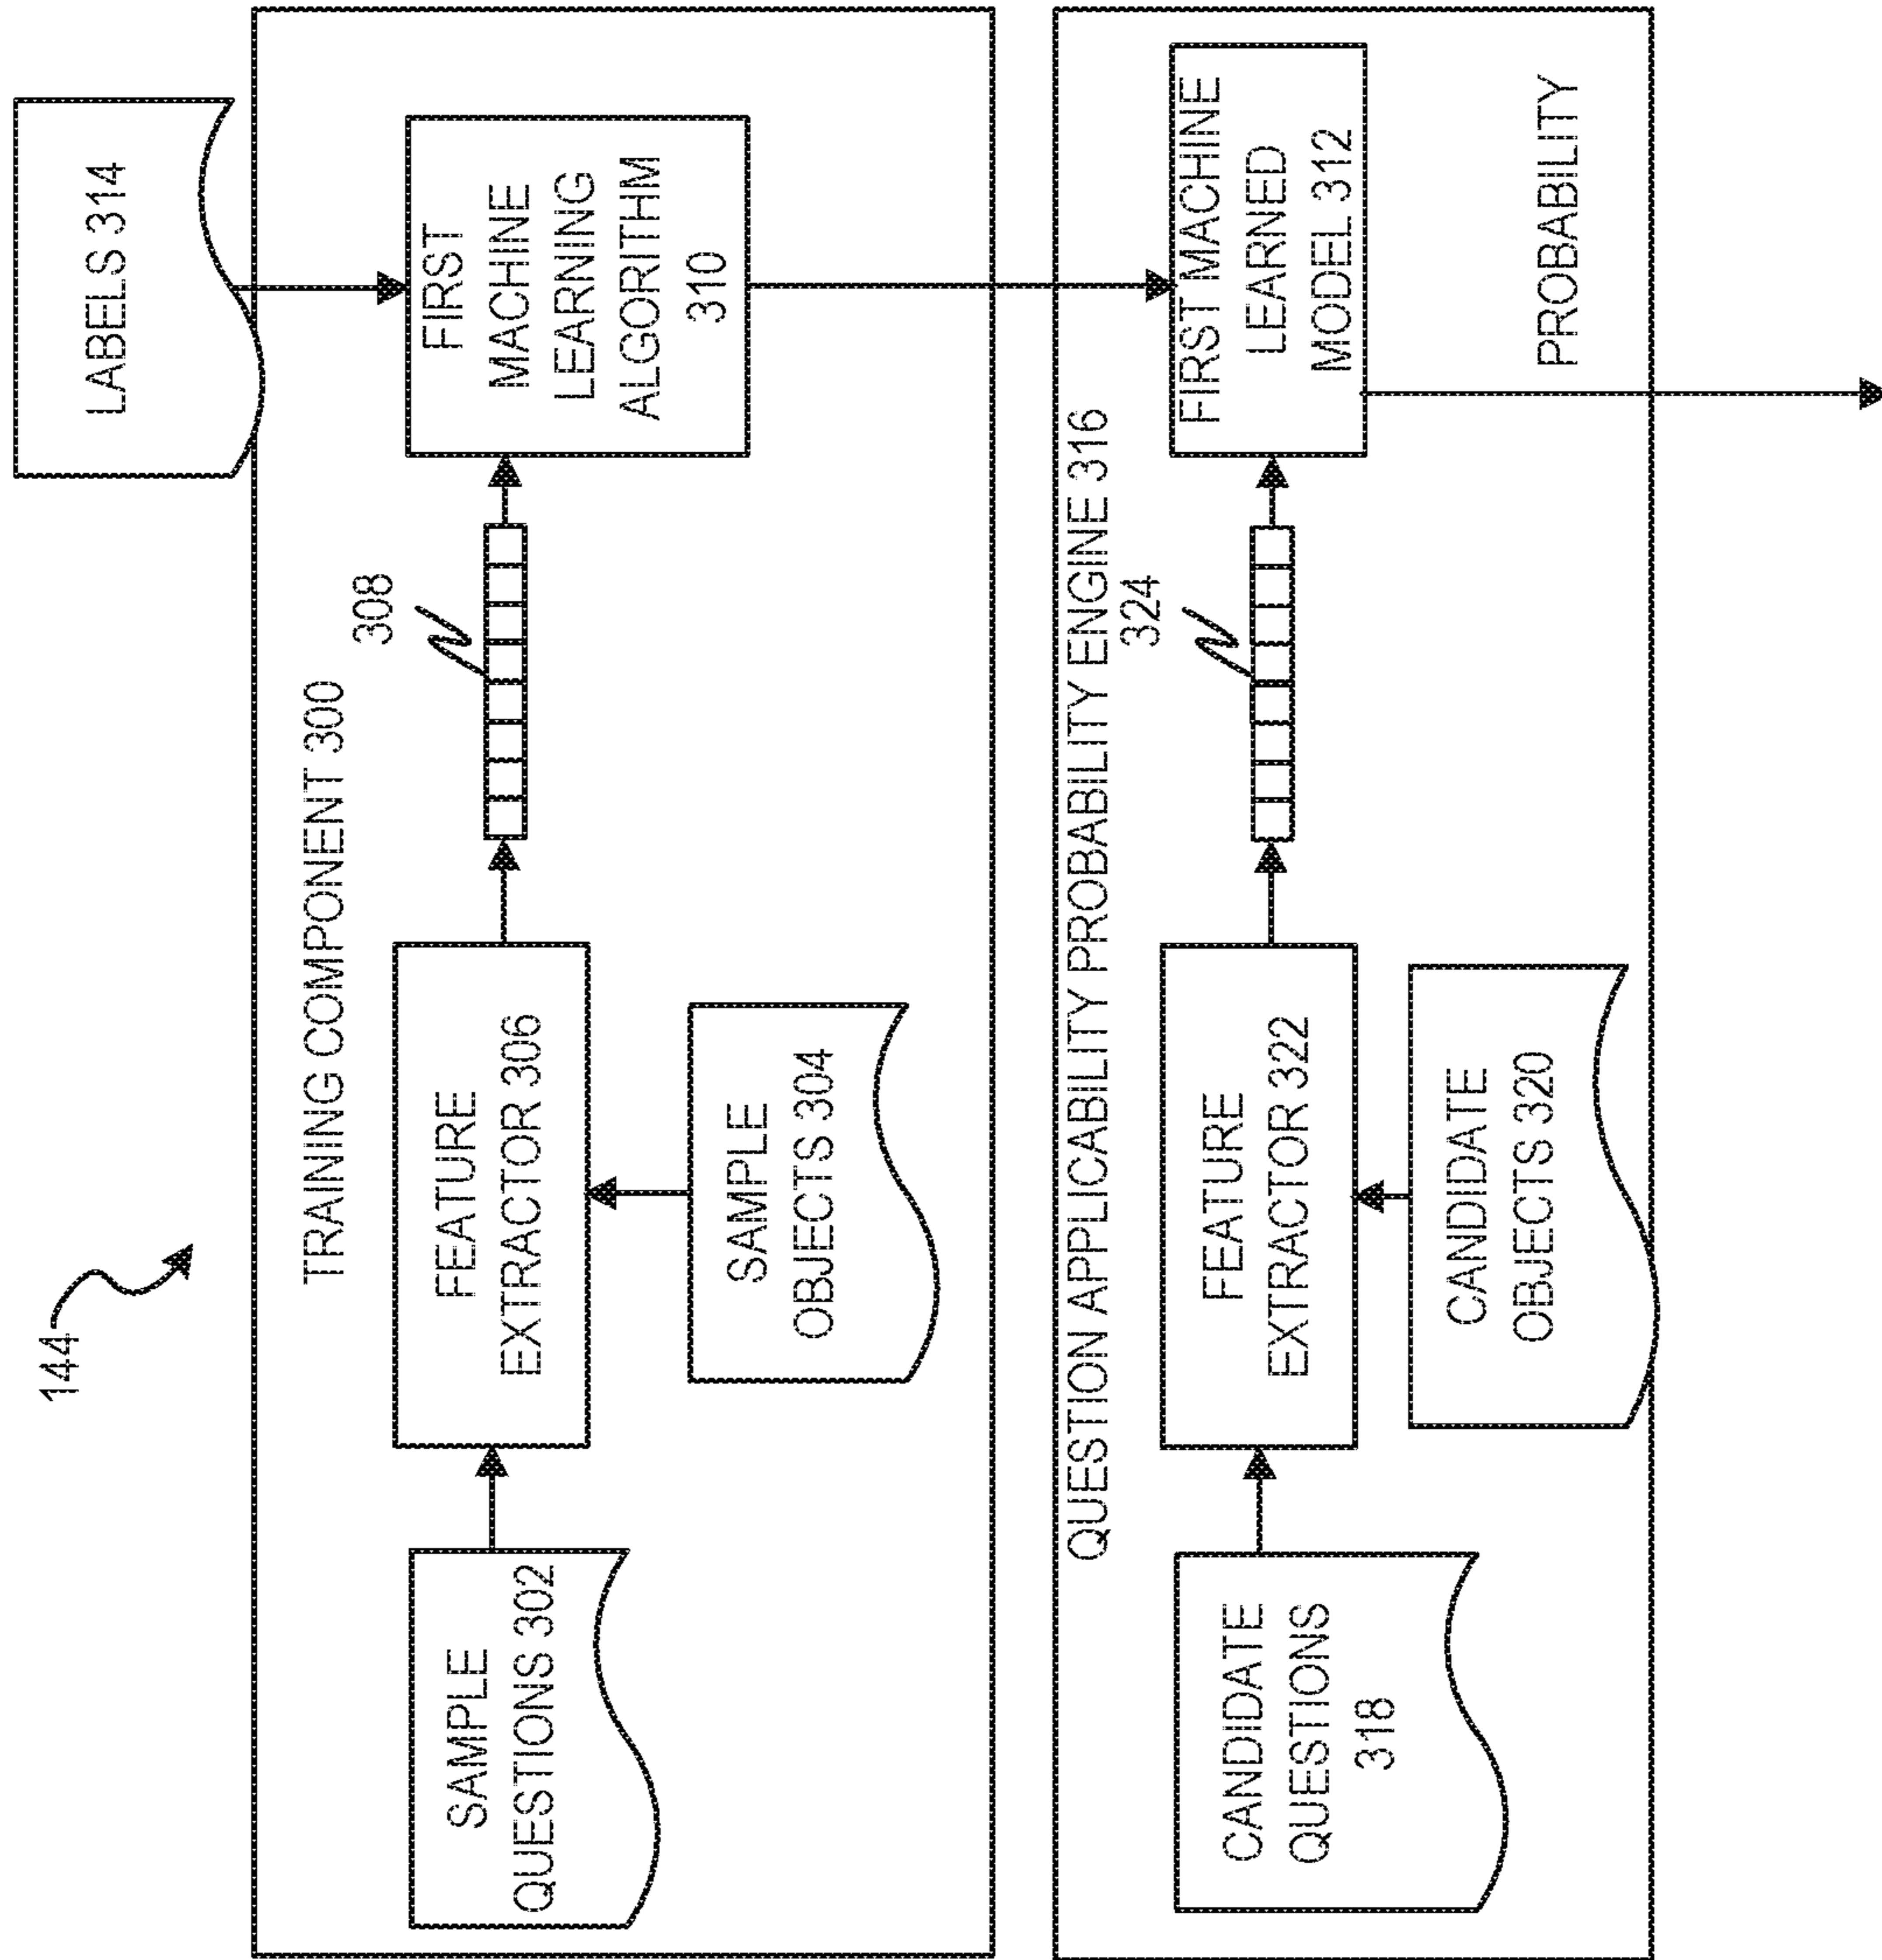 144
LABELS 314
TRAINING COMPONENT 300
308
SAMPLE
QUESTIONS 302
FEATURE
EXTRACTOR 306
SAMPLE
OBJECTS 304
FIRST
MACHINE
LEARNING
ALGORITHM
310
QUESTION APPLICABILITY PROBABILITY ENGINE 316
324
CANDIDATE
QUESTIONS
318
FEATURE
EXTRACTOR 322
CANDIDATE
OBJECTS 320
FIRST MACHINE
LEARNED
MODEL 312
PROBABILITY